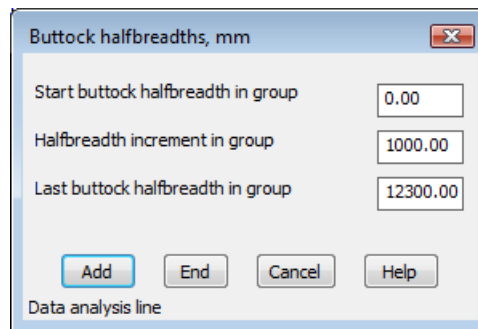 Buttock halfbreadths, mm
Start buttock halfbreadth in group 0.00
Halfbreadth increment in group 1000.00
Last buttock halfbreadth in group 12300.00
Add End Cancel Help
Data analysis line